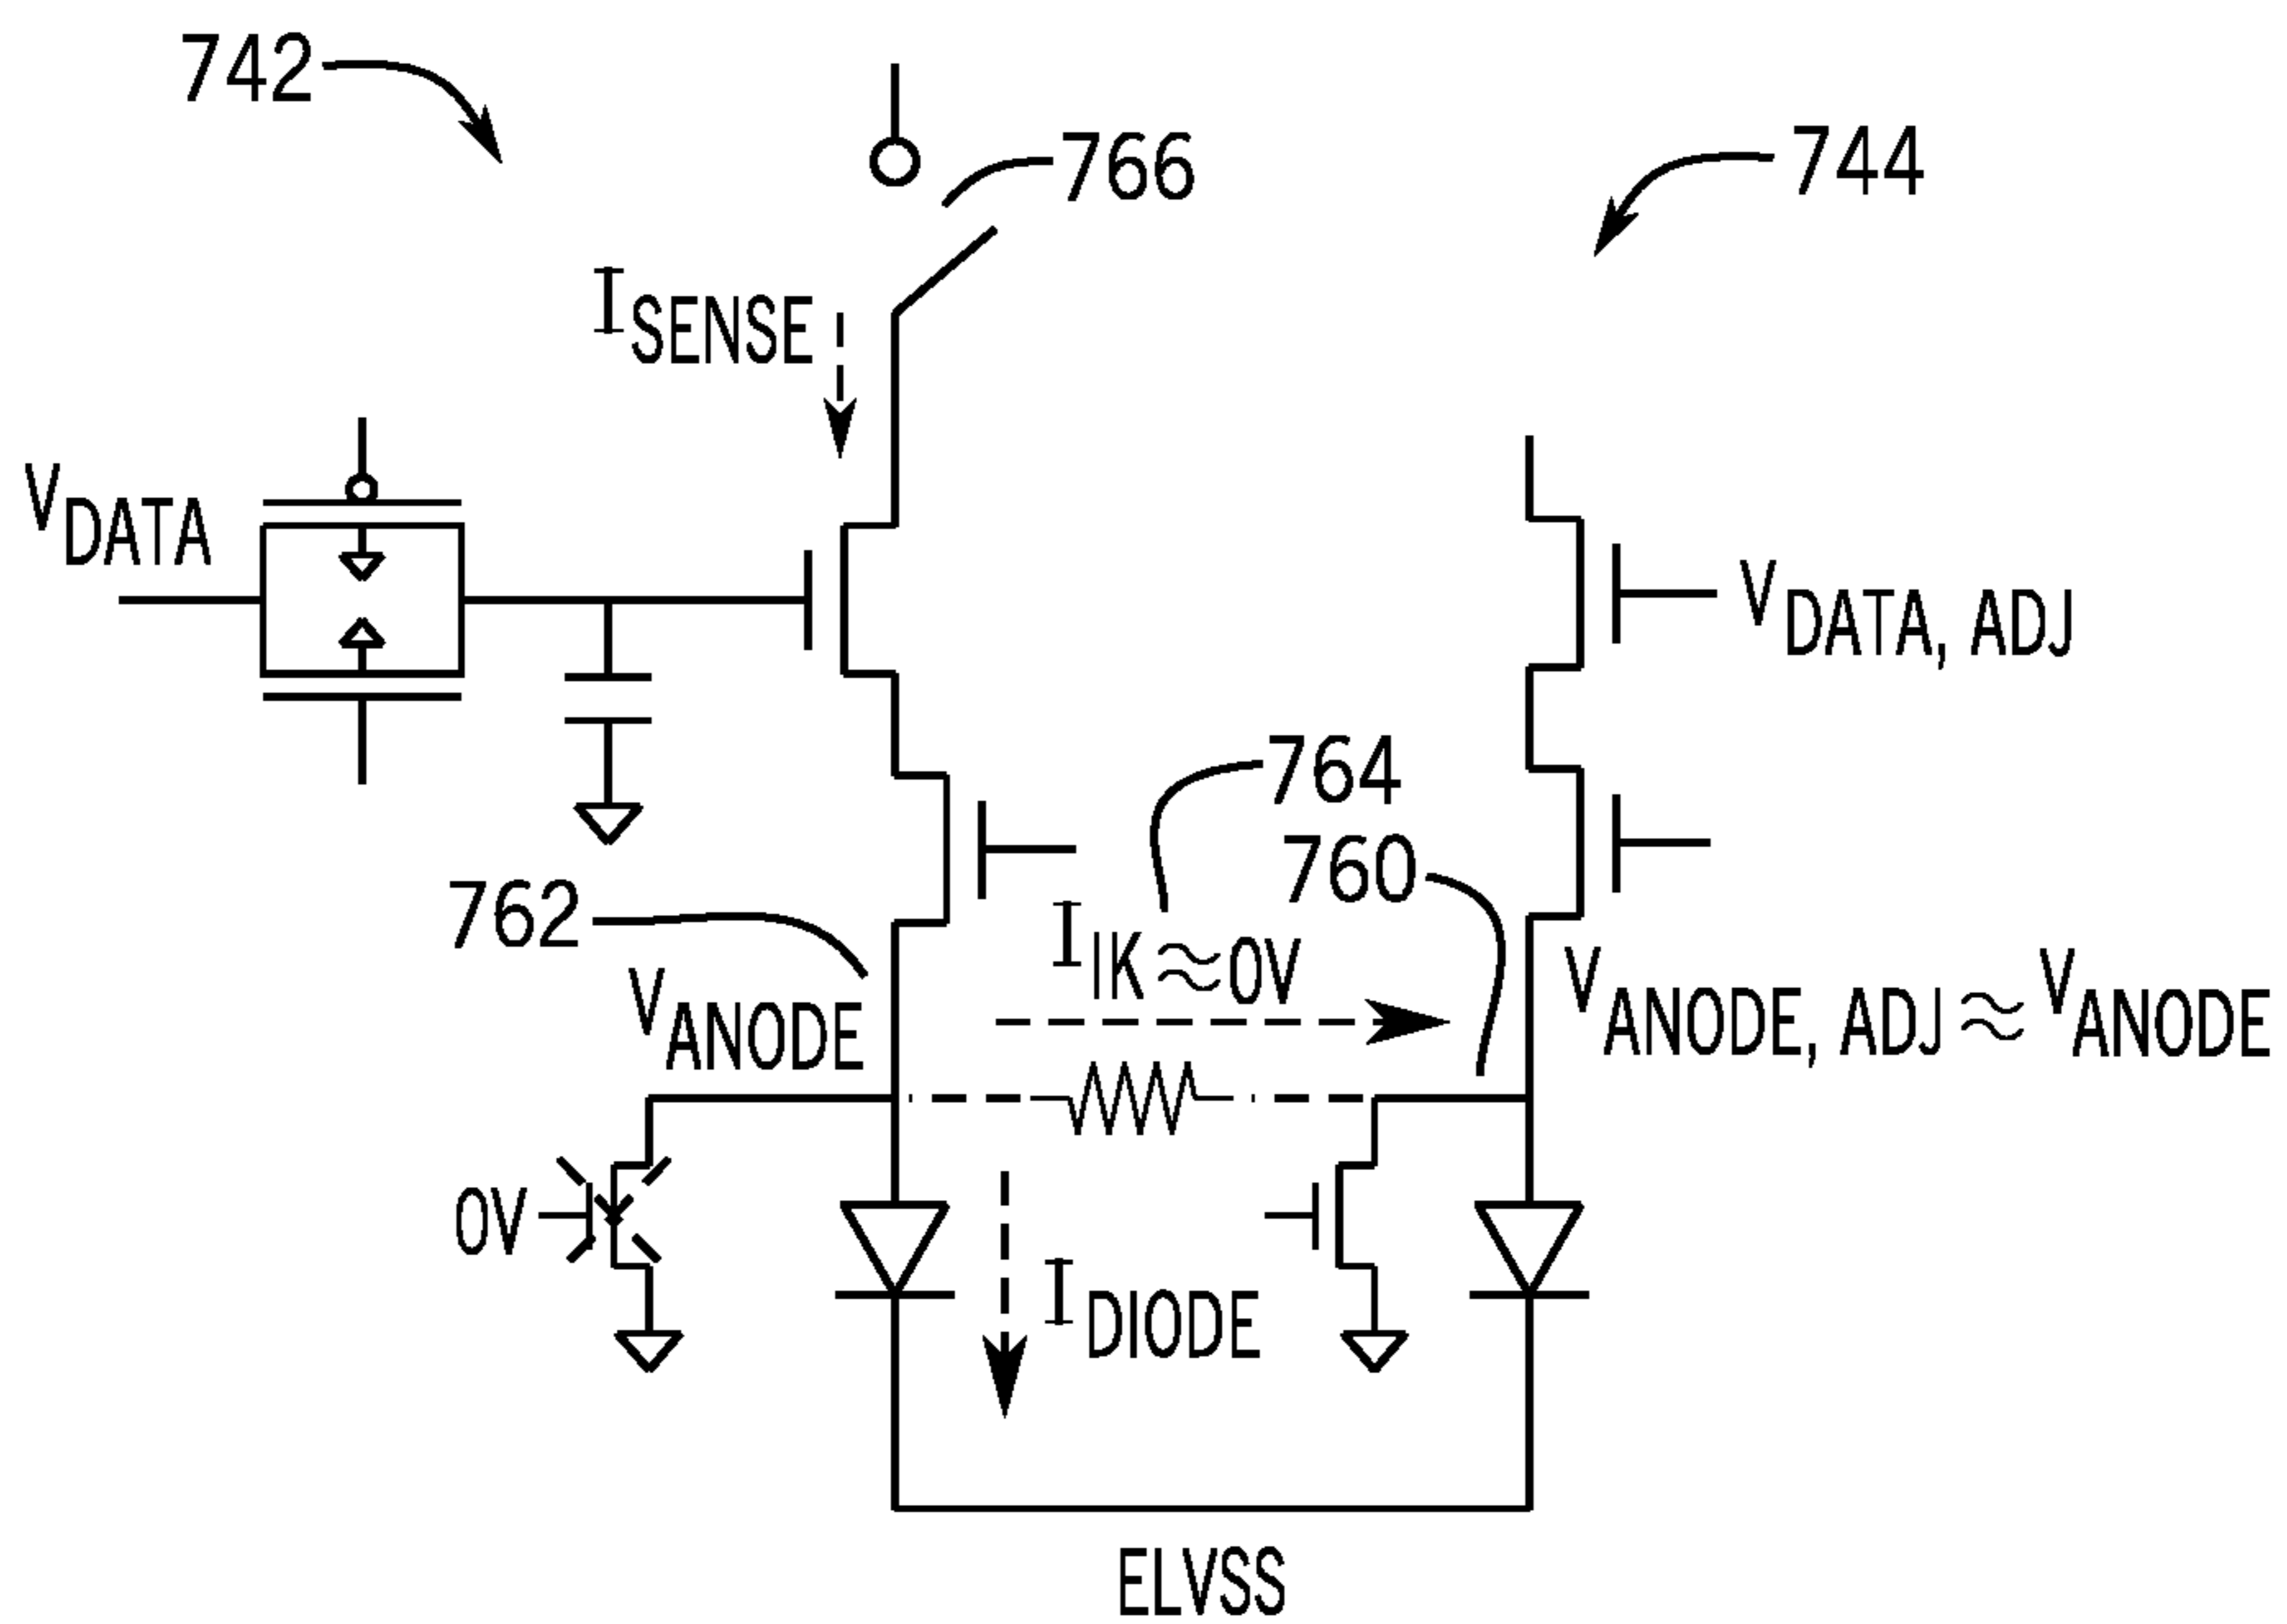 742
766
744
ISENSE
VDATA
VDATA, ADJ
764
760
762
IIK≈0V
VANODE
VANODE, ADJ≈VANODE
0V
IDIODE
ELVSS